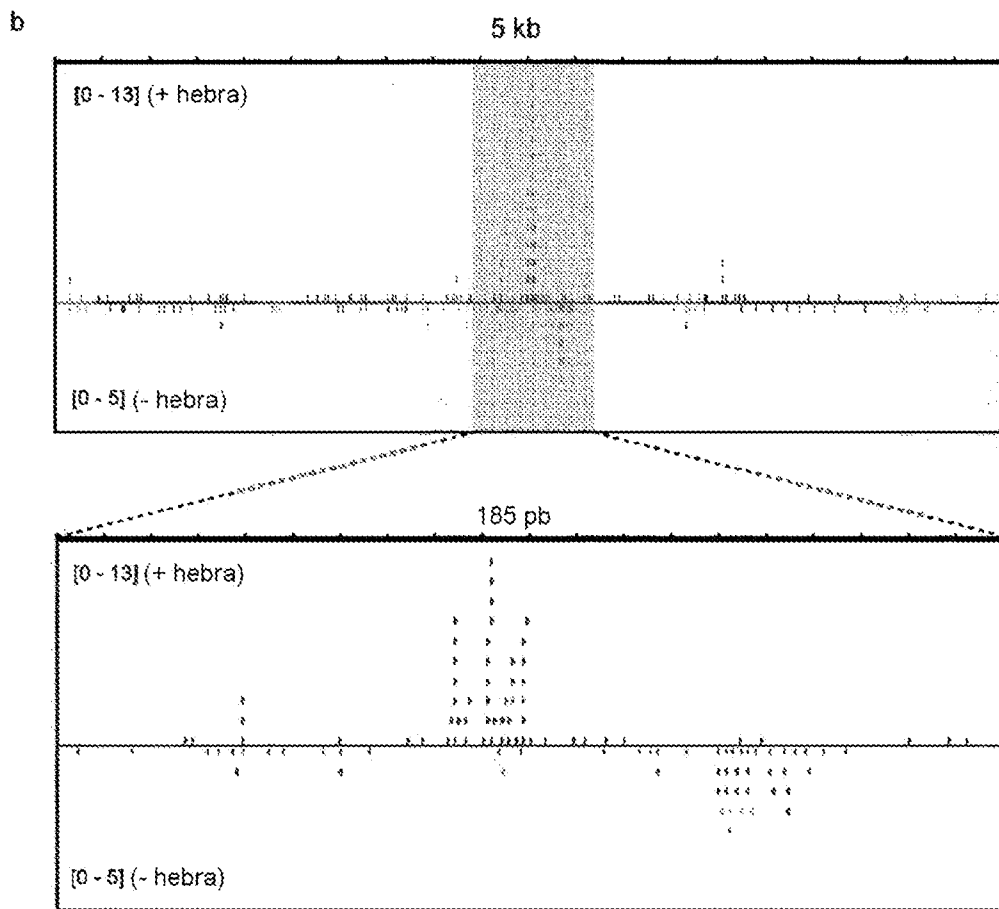 b
5 kb
[0 - 13] (+ hebra)
[0 - 5] (- hebra)
185 pb
[0 - 13] (+ hebra)
[0 - 5] (- hebra)